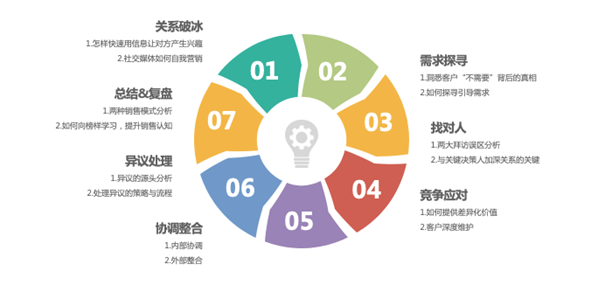 关系破冰
1.怎样快速用信息让对方产生兴趣
2.社交媒体如何自我营销
01
02
需求探寻
1.洞悉客户“不需要”背后的真相
2.如何探寻引导需求
03
找对人
1.两大拜访误区分析
2.与关键决策人加深关系的关键
04
竞争应对
1.如何提供差异化价值
2.客户深度维护
05
协调整合
1.内部协调
2.外部整合
06
异议处理
1.异议的源头分析
2.处理异议的策略与流程
07
总结&复盘
1.两种销售模式分析
2.如何向榜样学习，提升销售认知